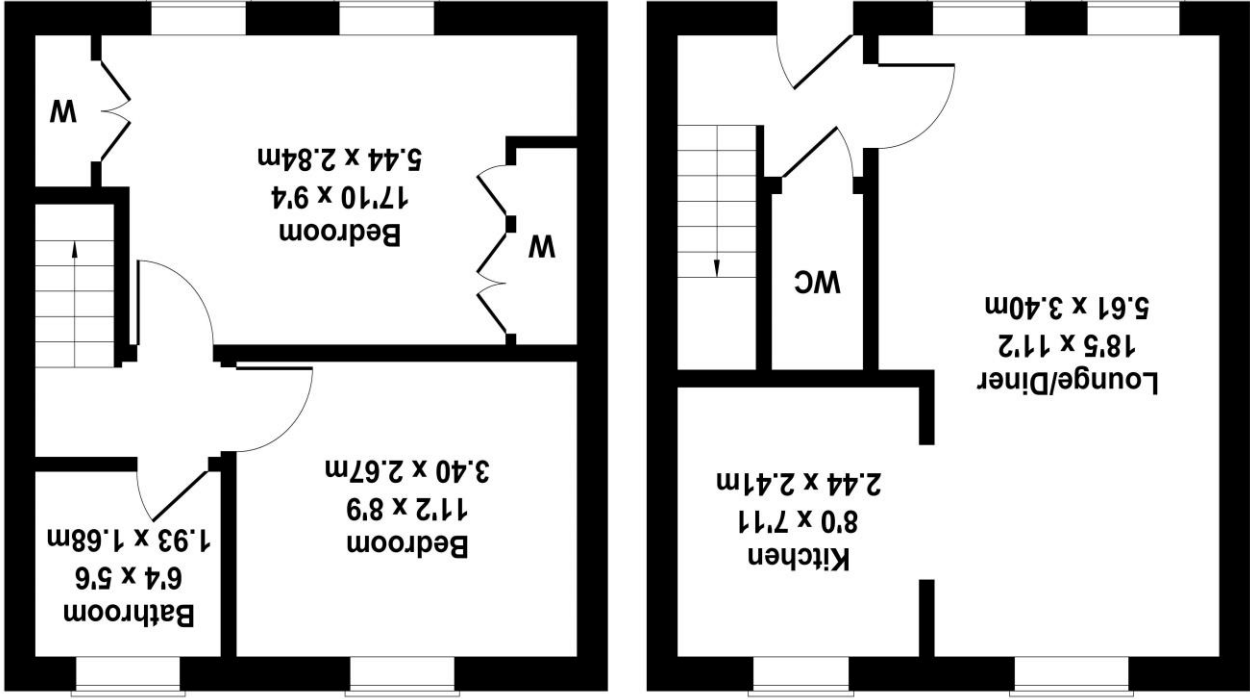 Kitchen
8'0 x 7'11
2.44 x 2.41m
Lounge/Diner
18'5 x 11'2
5.61 x 3.40m
WC
Bathroom
6'4 x 5'6
1.93 x 1.68m
Bedroom
11'2 x 8'9
3.40 x 2.67m
W
Bedroom
17'10 x 9'4
5.44 x 2.84m
W